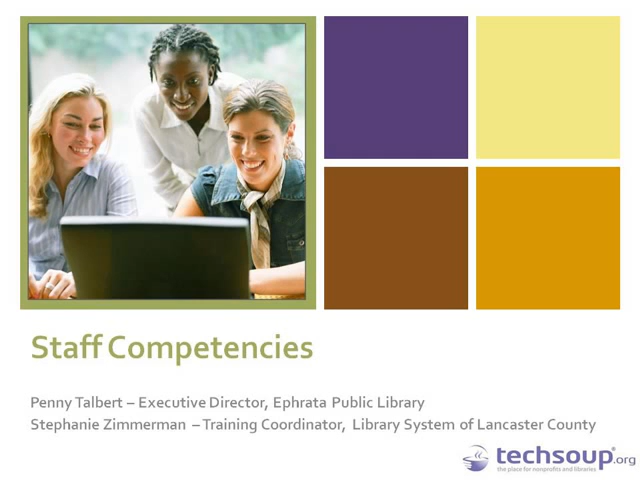 Staff Competencies
Penny Talbert – Executive Director, Ephrata Public Library
Stephanie Zimmerman – Training Coordinator, Library System of Lancaster County
techsoup.org
the place for nonprofits and libraries